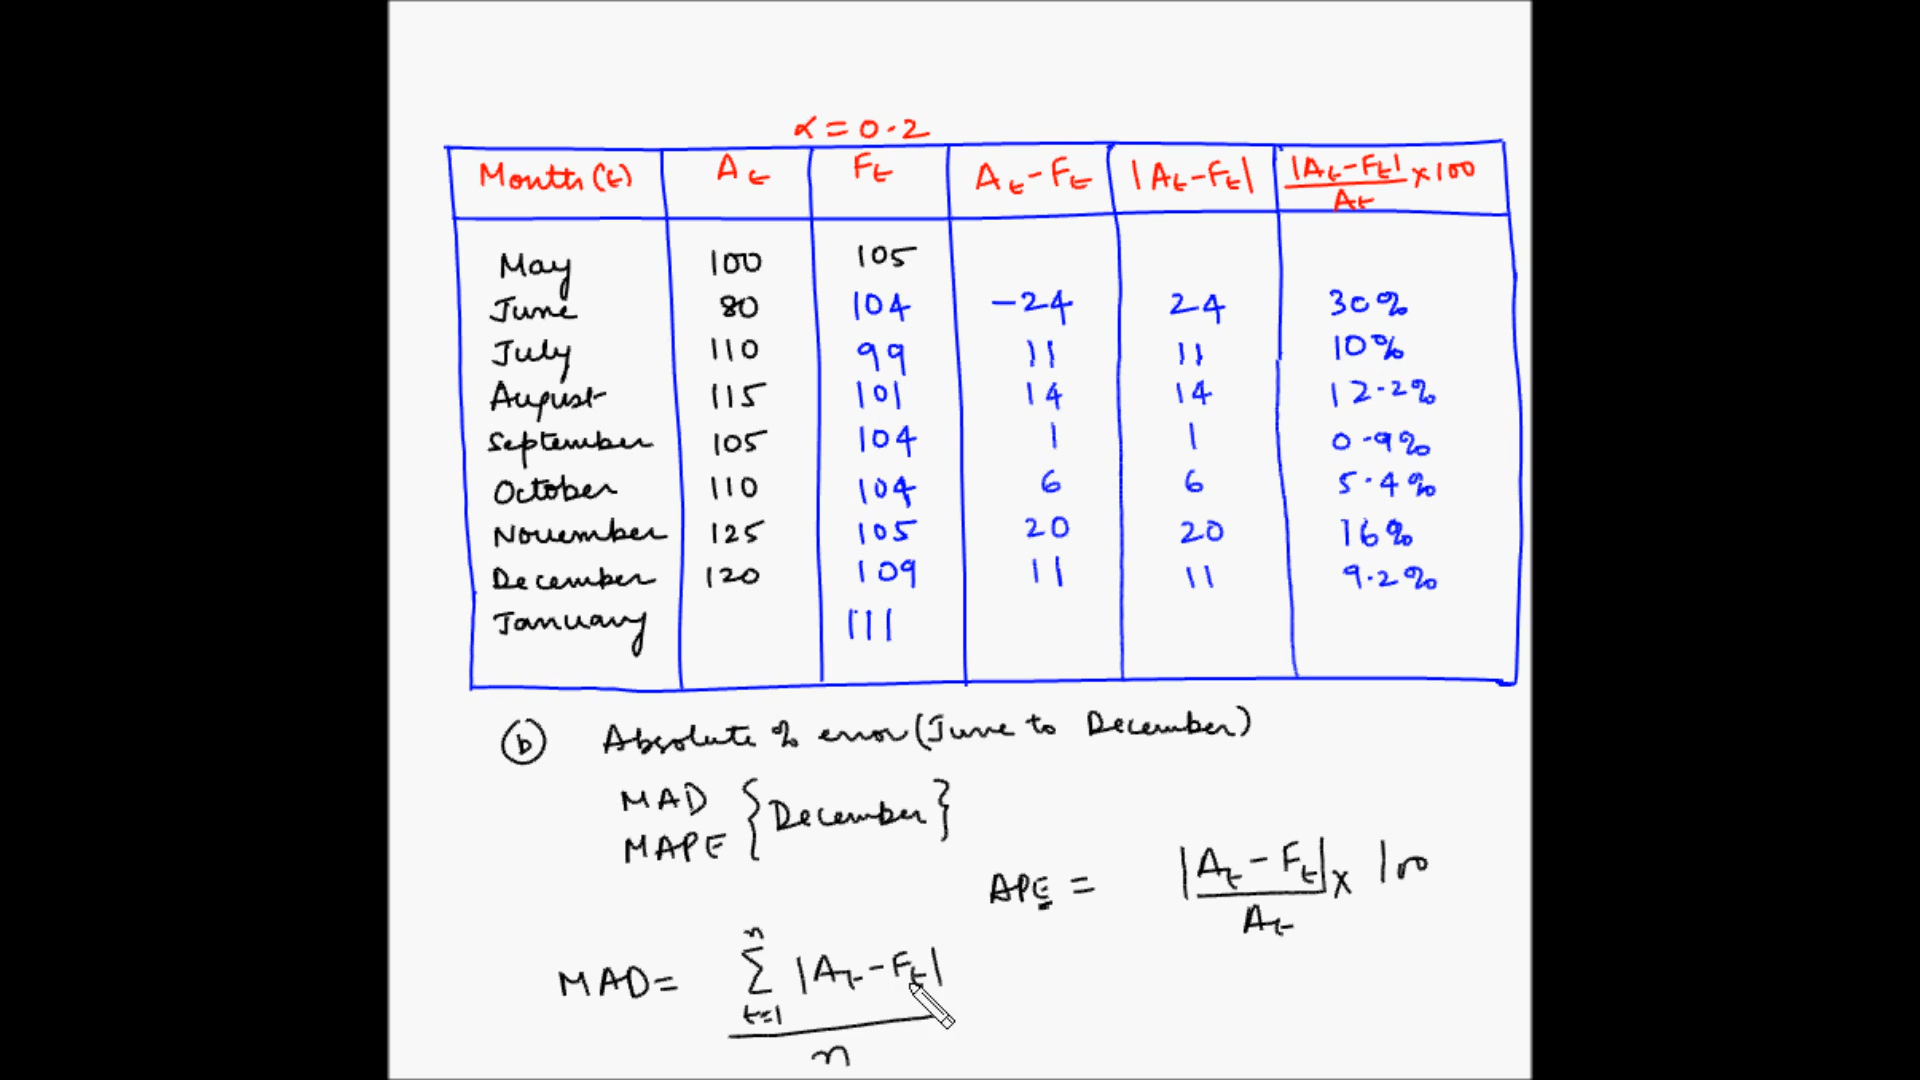 α = 0.2
Month (t) At Ft At - Ft |At - Ft| |At - Ft| / At × 100
May 100 105
June 80 104 -24 24 30%
July 110 99 11 11 10%
August 115 101 14 14 12.2%
September 105 104 1 1 0.9%
October 110 104 6 6 5.4%
November 125 105 20 20 16%
December 120 109 11 11 9.2%
January 111
(b) Absolute % error (June to December)
MAD
MAPE { December }
APE = |At - Ft| / At × 100
MAD = n Σ t=1 |At - Ft| / n